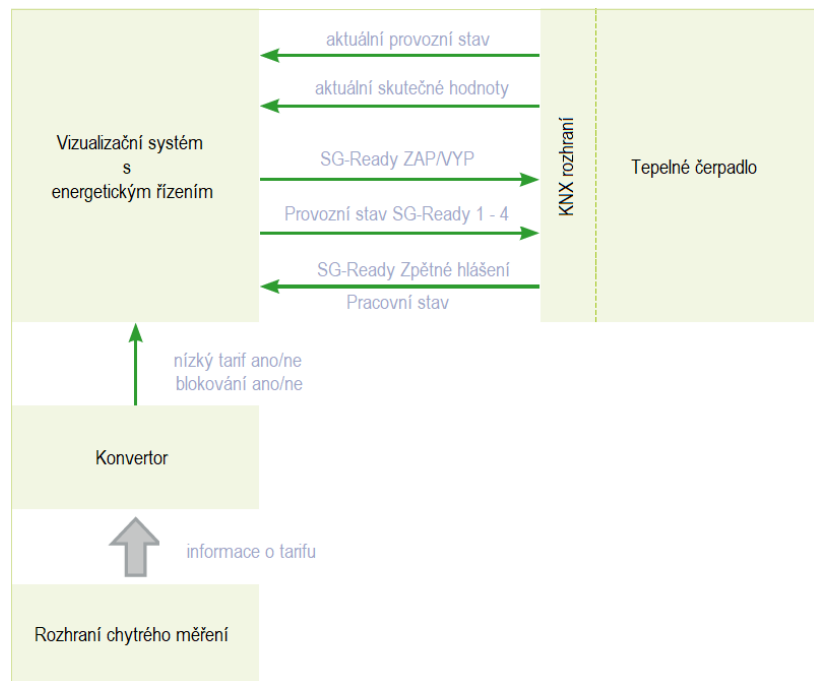 aktuální provozní stav
aktuální skutečné hodnoty
Vizualizační systém
s
energetickým řízením
SG-Ready ZAP/VYP
Provozní stav SG-Ready 1 - 4
SG-Ready Zpětné hlášení
Pracovní stav
KNX rozhraní
Tepelné čerpadlo
nízký tarif ano/ne
blokování ano/ne
Konvertor
informace o tarifu
Rozhraní chytrého měření